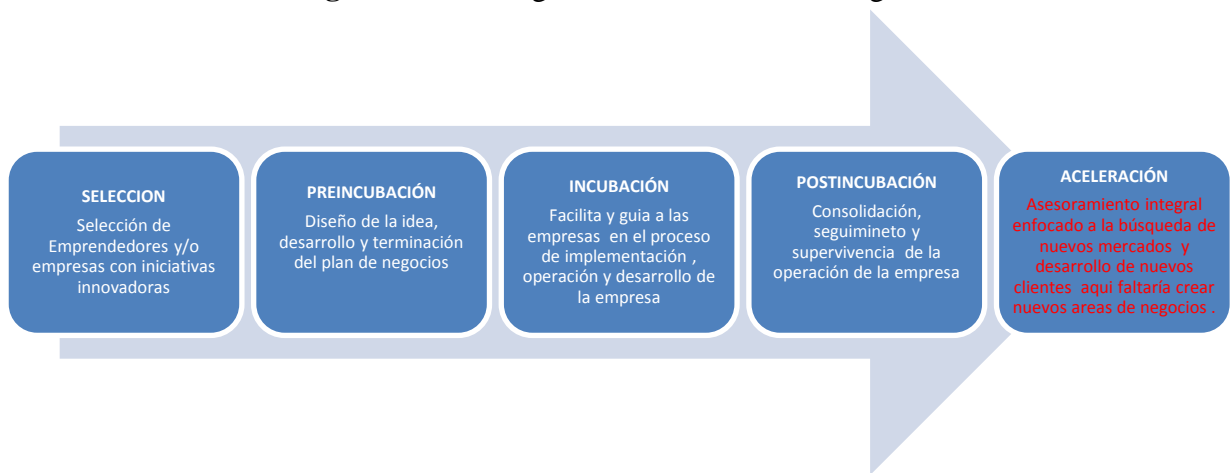 SELECCION
Selección de
Emprendedores y/o
empresas con iniciativas
innovadoras
PREINCUBACIÓN
Diseño de la idea,
desarrollo y terminación
del plan de negocios
INCUBACIÓN
Facilita y guia a las
empresas en el proceso
de implementación ,
operación y desarrollo de
la empresa
POSTINCUBACIÓN
Consolidación,
seguimineto y
supervivencia de la
operación de la empresa
ACELERACIÓN
Asesoramiento integral
enfocado a la búsqueda de
nuevos mercados y
desarrollo de nuevos
clientes aqui faltaría crear
nuevos areas de negocios .